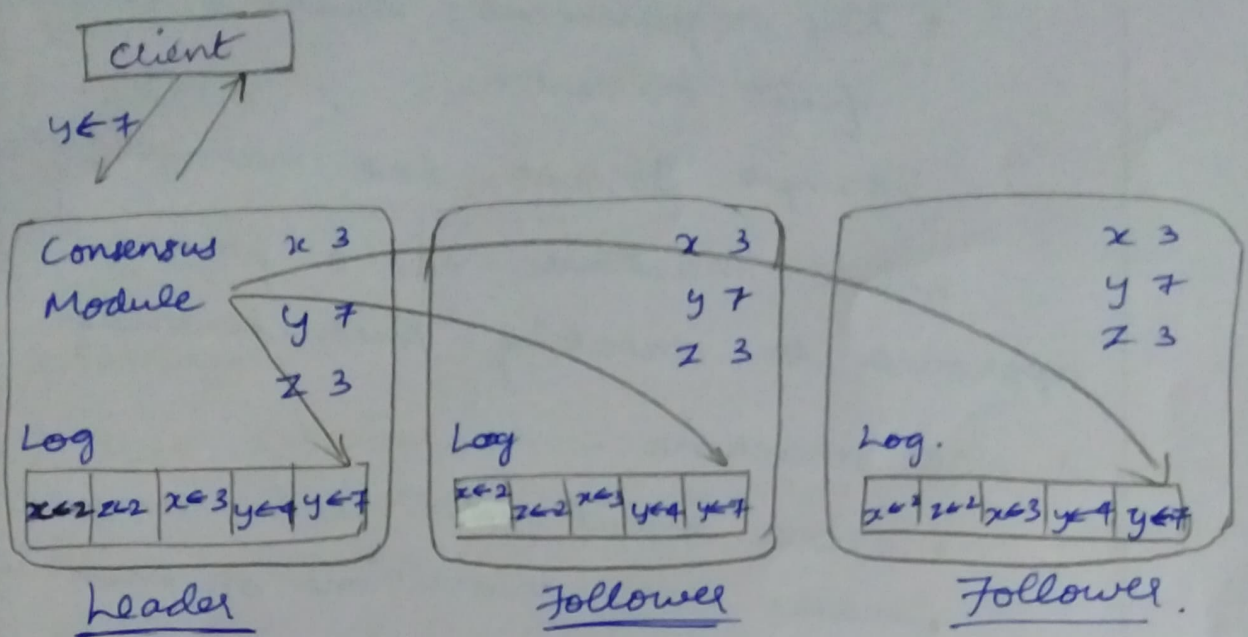 Client
y←7
Consensus
Module
x 3
y 7
z 3
Log
x←2 z←2 x←3 y←4 y←7
Leader
x 3
y 7
z 3
Log
x←2 z←2 x←3 y←4 y←7
Follower
x 3
y 7
z 3
Log.
x←2 z←2 x←3 y←4 y←7
Follower.